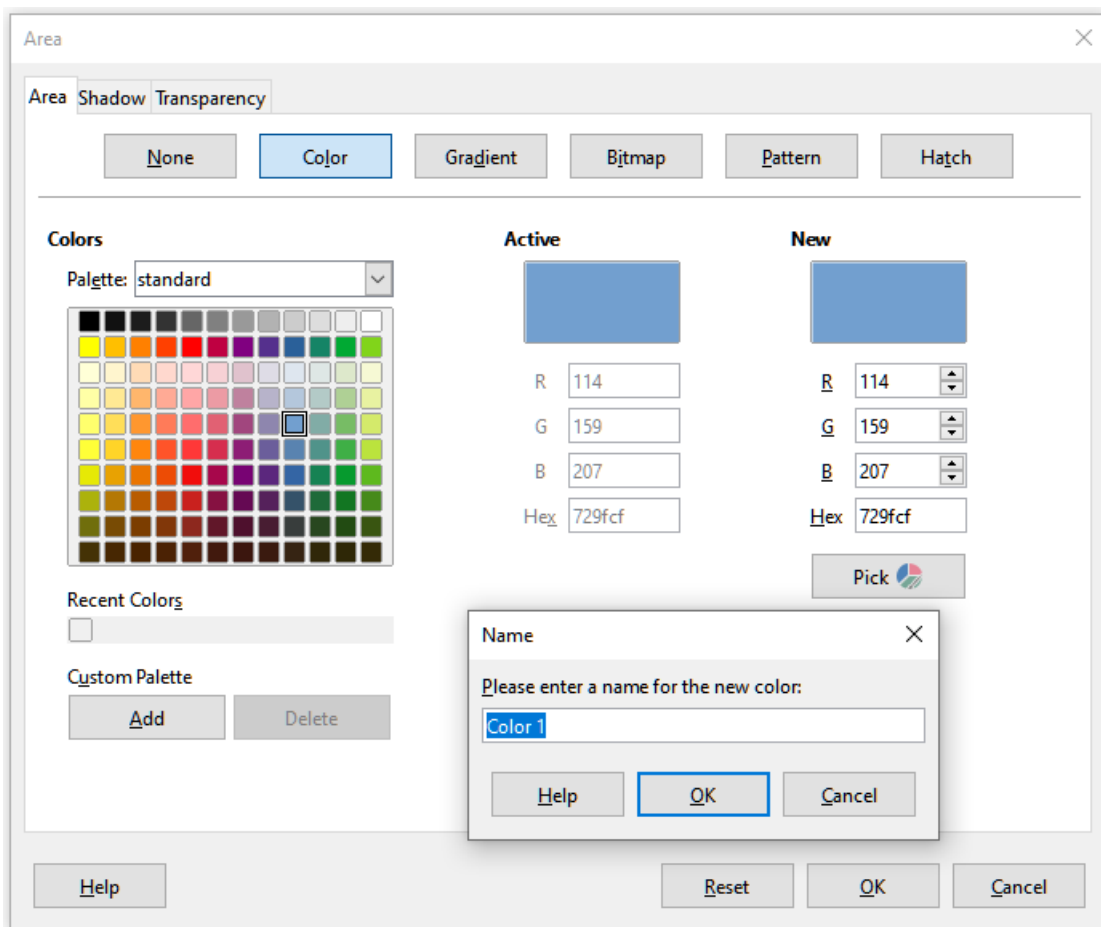 Area
Area Shadow Transparency
None Color Gradient Bitmap Pattern Hatch
Colors
Palette: standard
Recent Colors
Custom Palette
Add Delete
Active
R 114
G 159
B 207
Hex 729fcf
New
R 114
G 159
B 207
Hex 729fcf
Pick
Name
Please enter a name for the new color:
Color 1
Help OK Cancel
Help Reset OK Cancel